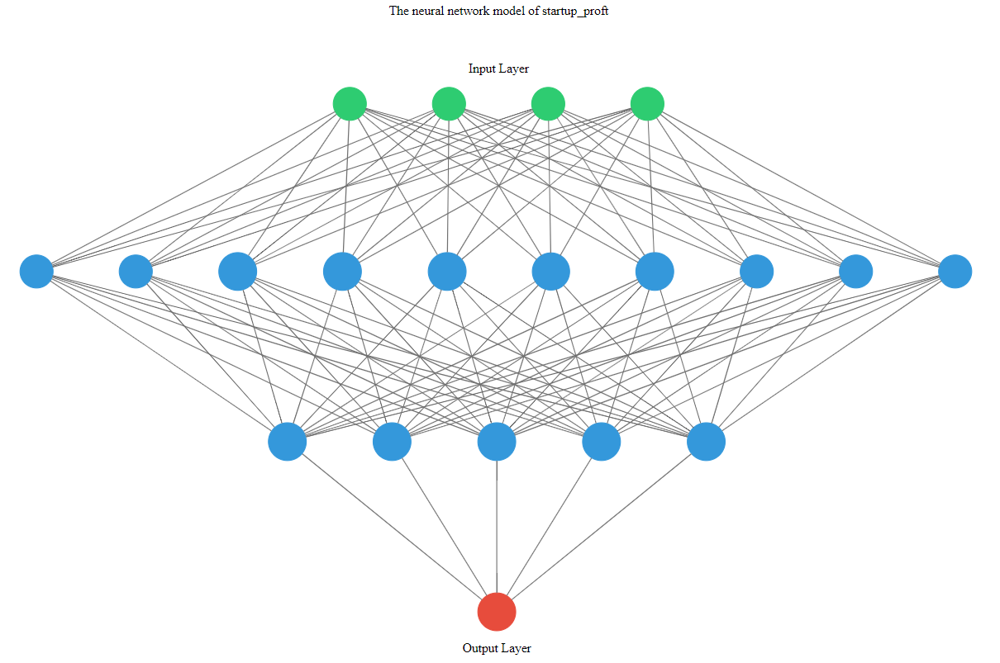 The neural network model of startup_proft
Input Layer
Output Layer